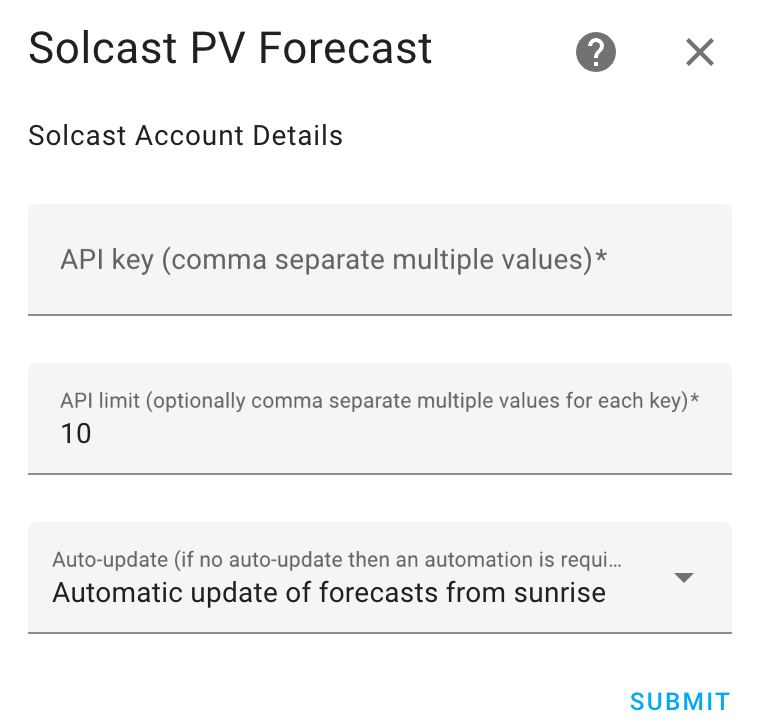 Solcast PV Forecast
?
Solcast Account Details
API key (comma separate multiple values)*
API limit (optionally comma separate multiple values for each key)*
10
Auto-update (if no auto-update then an automation is requi...
Automatic update of forecasts from sunrise
SUBMIT